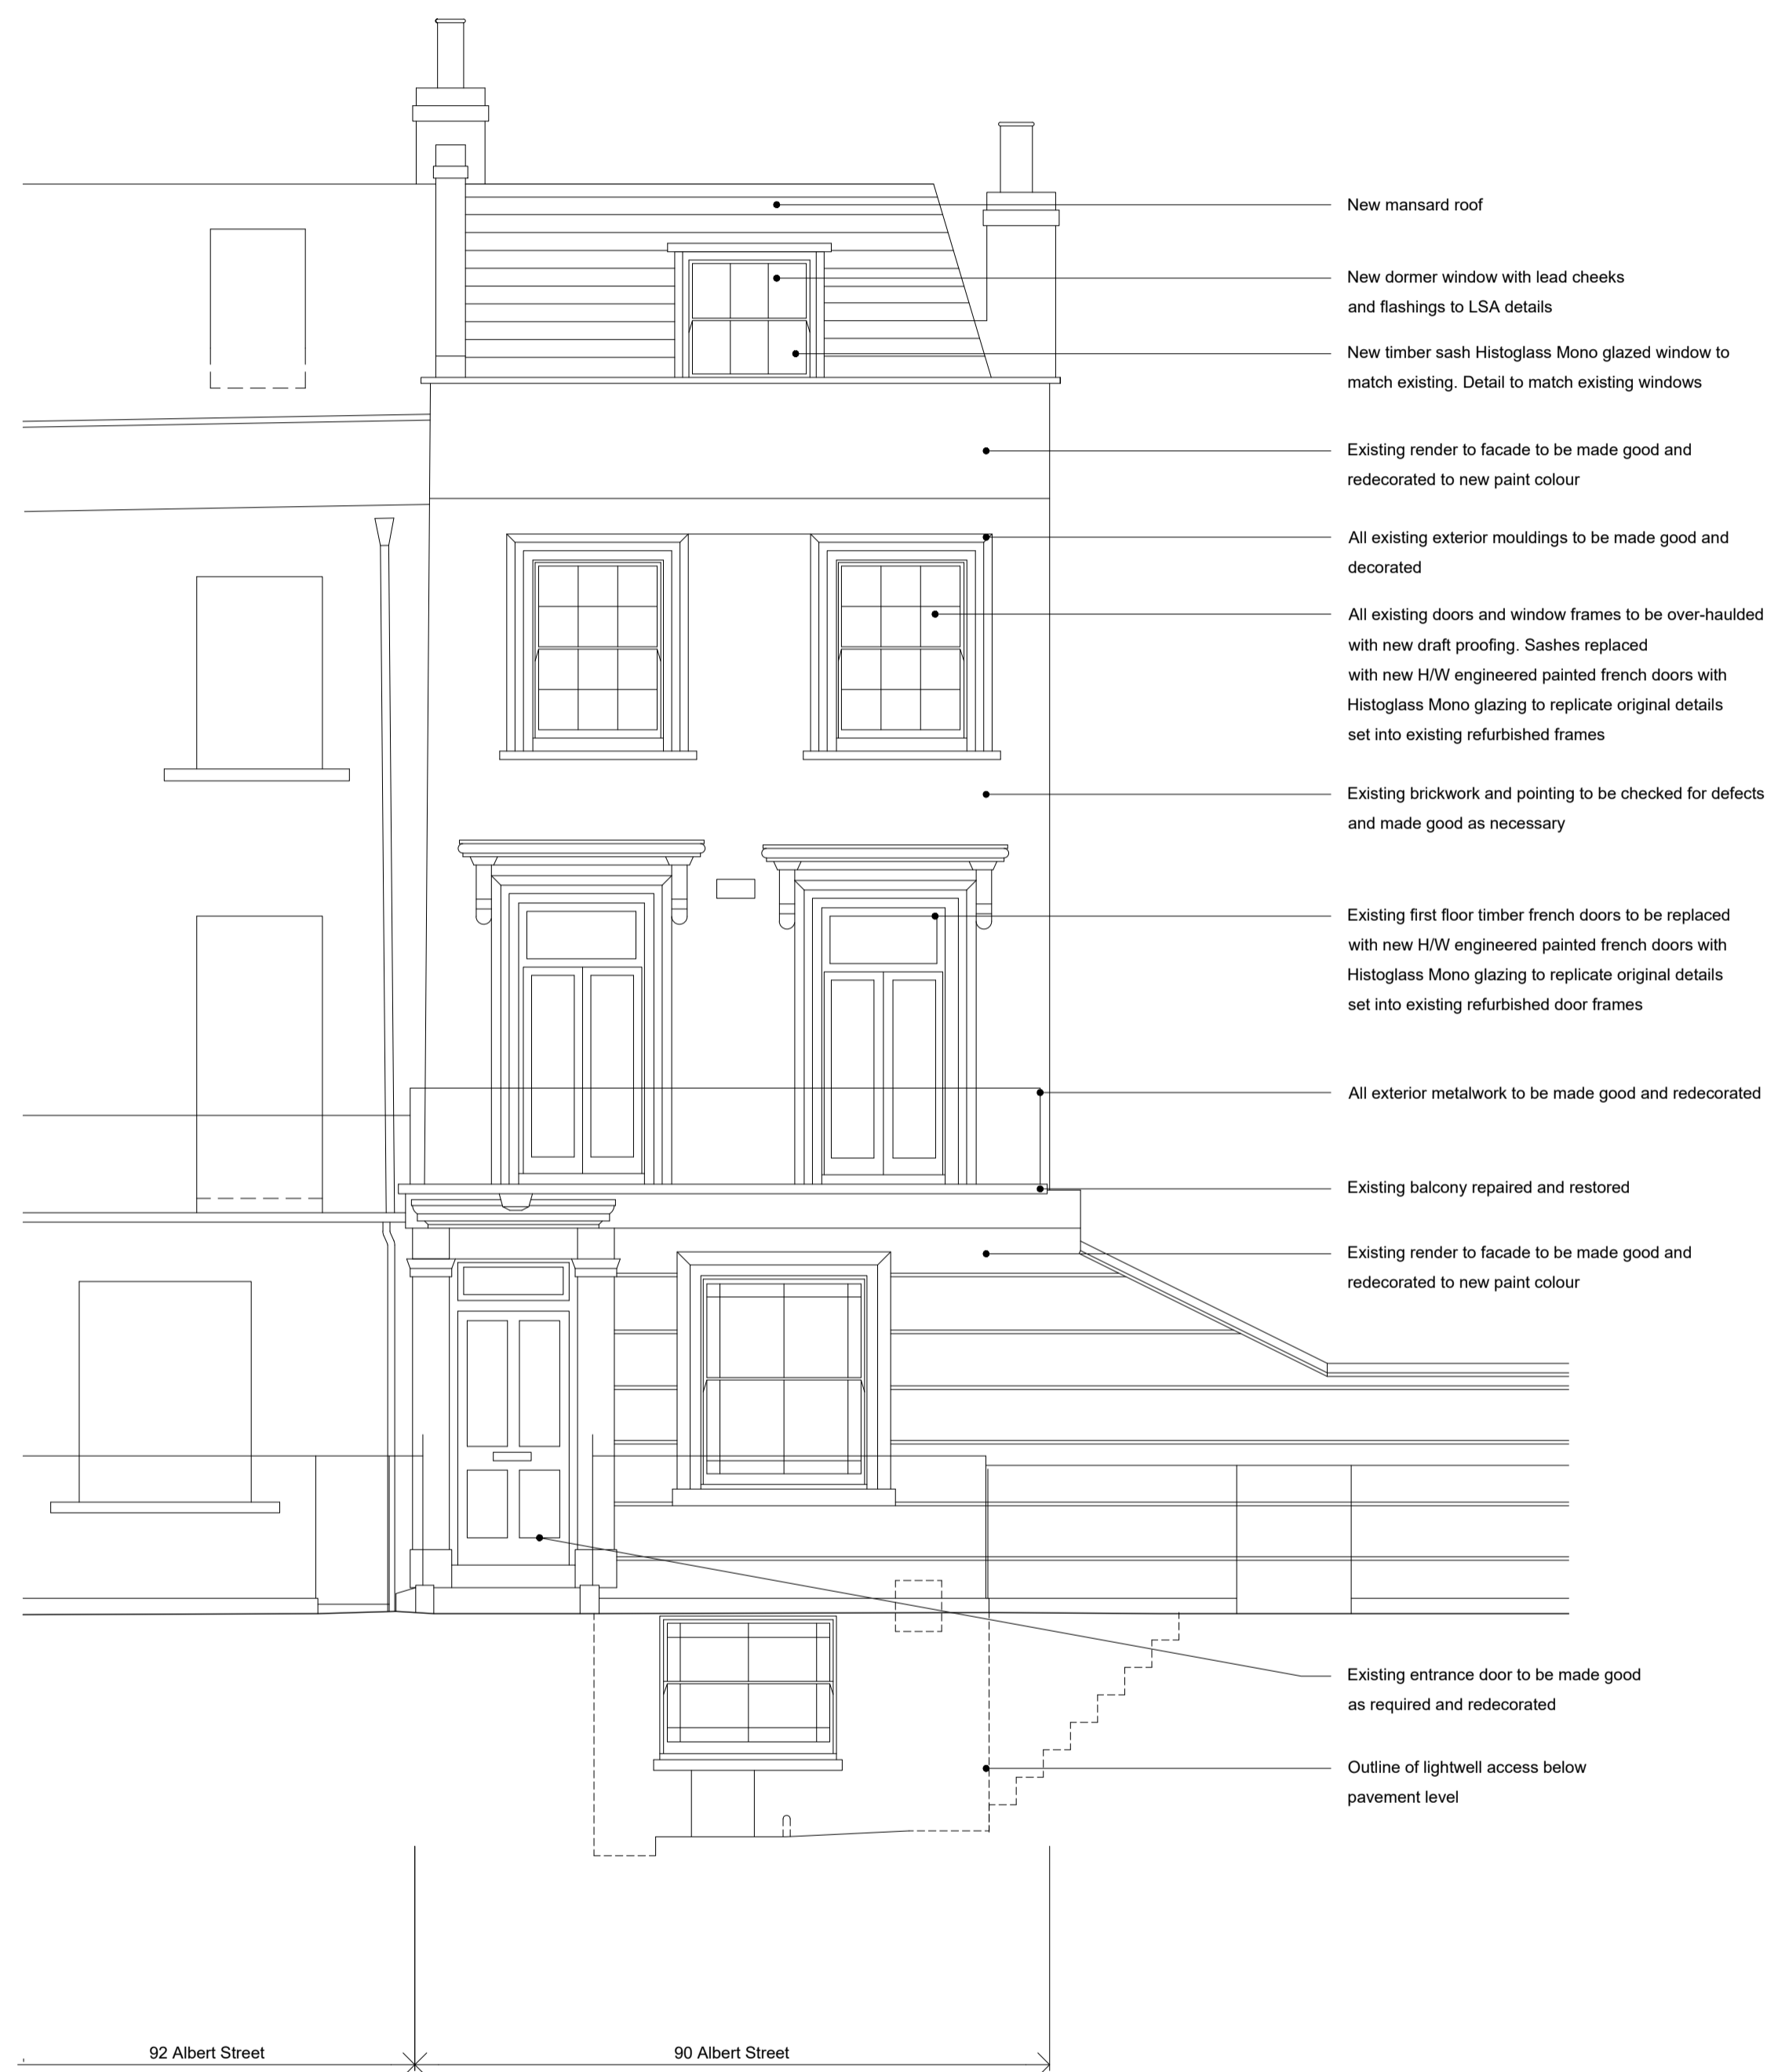 New mansard roof
New dormer window with lead cheeks
and flashings to LSA details
New timber sash Histoglass Mono glazed window to
match existing. Detail to match existing windows
Existing render to facade to be made good and
redecorated to new paint colour
All existing exterior mouldings to be made good and
decorated
All existing doors and window frames to be over-haulded
with new draft proofing. Sashes replaced
with new H/W engineered painted french doors with
Histoglass Mono glazing to replicate original details
set into existing refurbished frames
Existing brickwork and pointing to be checked for defects
and made good as necessary
Existing first floor timber french doors to be replaced
with new H/W engineered painted french doors with
Histoglass Mono glazing to replicate original details
set into existing refurbished door frames
All exterior metalwork to be made good and redecorated
Existing balcony repaired and restored
Existing render to facade to be made good and
redecorated to new paint colour
Existing entrance door to be made good
as required and redecorated
Outline of lightwell access below
pavement level
92 Albert Street
90 Albert Street